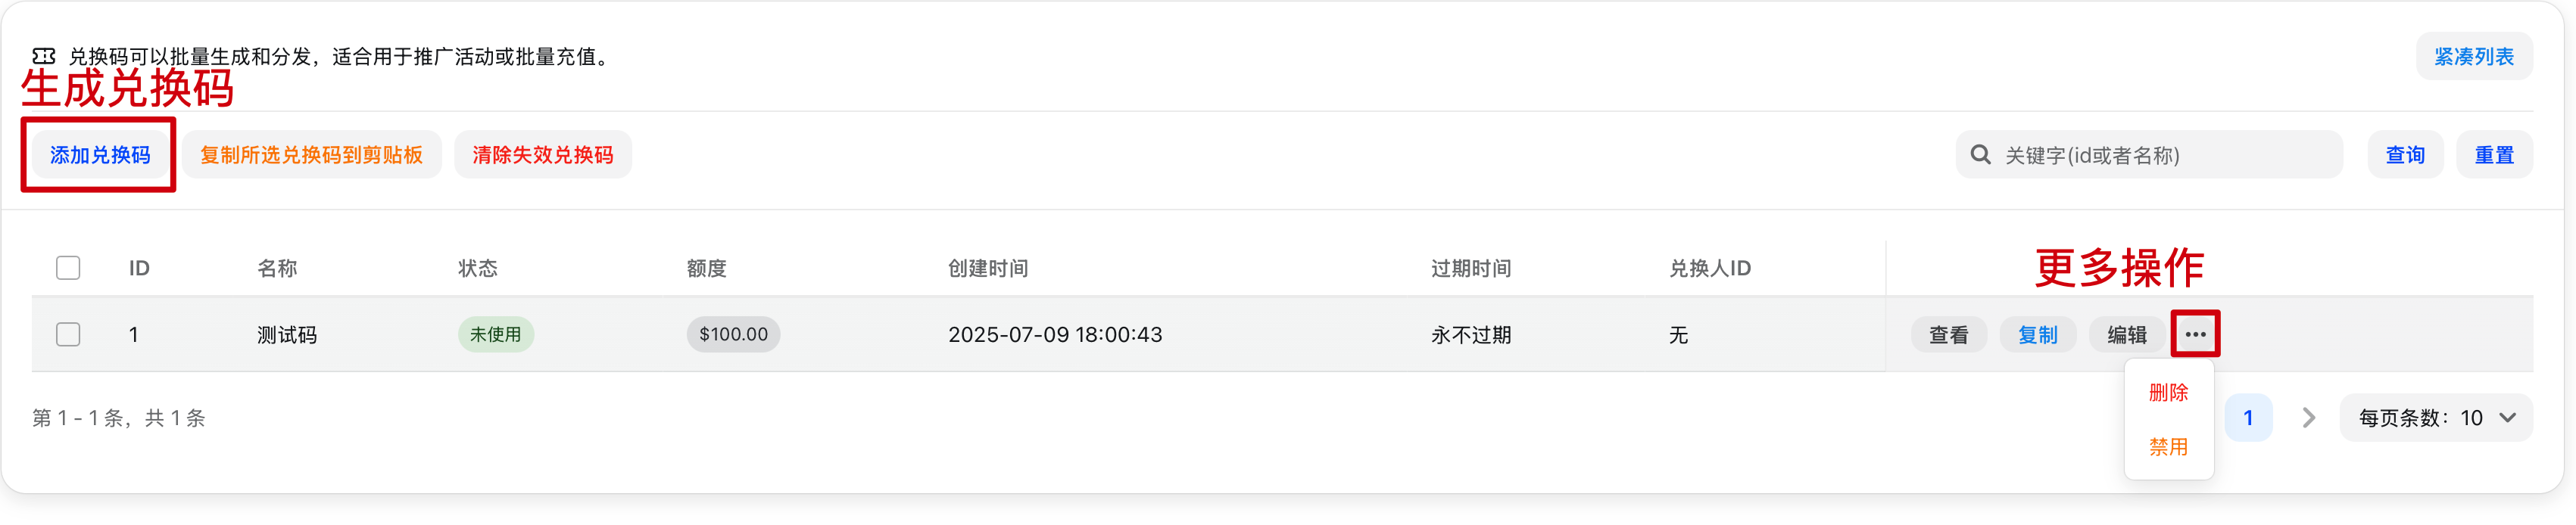 兑换码可以批量生成和分发，适合用于推广活动或批量充值。
紧凑列表
生成兑换码
添加兑换码 复制所选兑换码到剪贴板 清除失效兑换码 关键字(id或者名称) 查询 重置
更多操作
ID 名称 状态 额度 创建时间 过期时间 兑换人ID
1 测试码 未使用 $100.00 2025-07-09 18:00:43 永不过期 无 查看 复制 编辑 •••
删除
禁用
第 1 - 1 条，共 1 条 1 每页条数：10